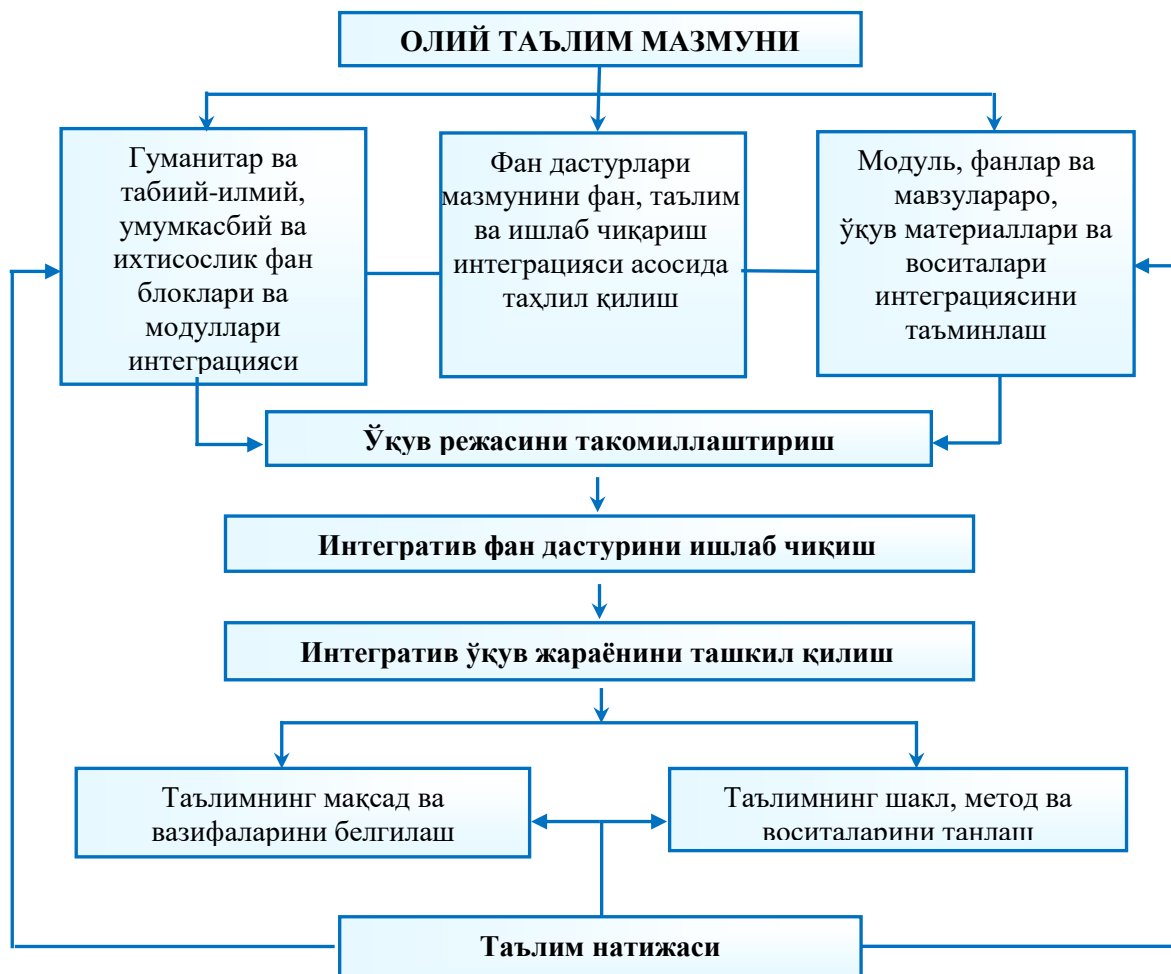 ОЛИЙ ТАЪЛИМ МАЗМУНИ
Гуманитар ва
табиий-илмий,
умумкасбий ва
ихтисослик фан
блоклари ва
модуллари
интеграцияси
Фан дастурлари
мазмунини фан, таълим
ва ишлаб чиқариш
интеграцияси асосида
таҳлил қилиш
Модуль, фанлар ва
мавзулараро,
ўқув материаллари ва
воситалари
интеграциясини
таъминлаш
Ўқув режасини такомиллаштириш
Интегратив фан дастурини ишлаб чиқиш
Интегратив ўқув жараёнини ташкил қилиш
Таълимнинг мақсад ва
вазифаларини белгилаш
Таълимнинг шакл, метод ва
воситаларини танлаш
Таълим натижаси